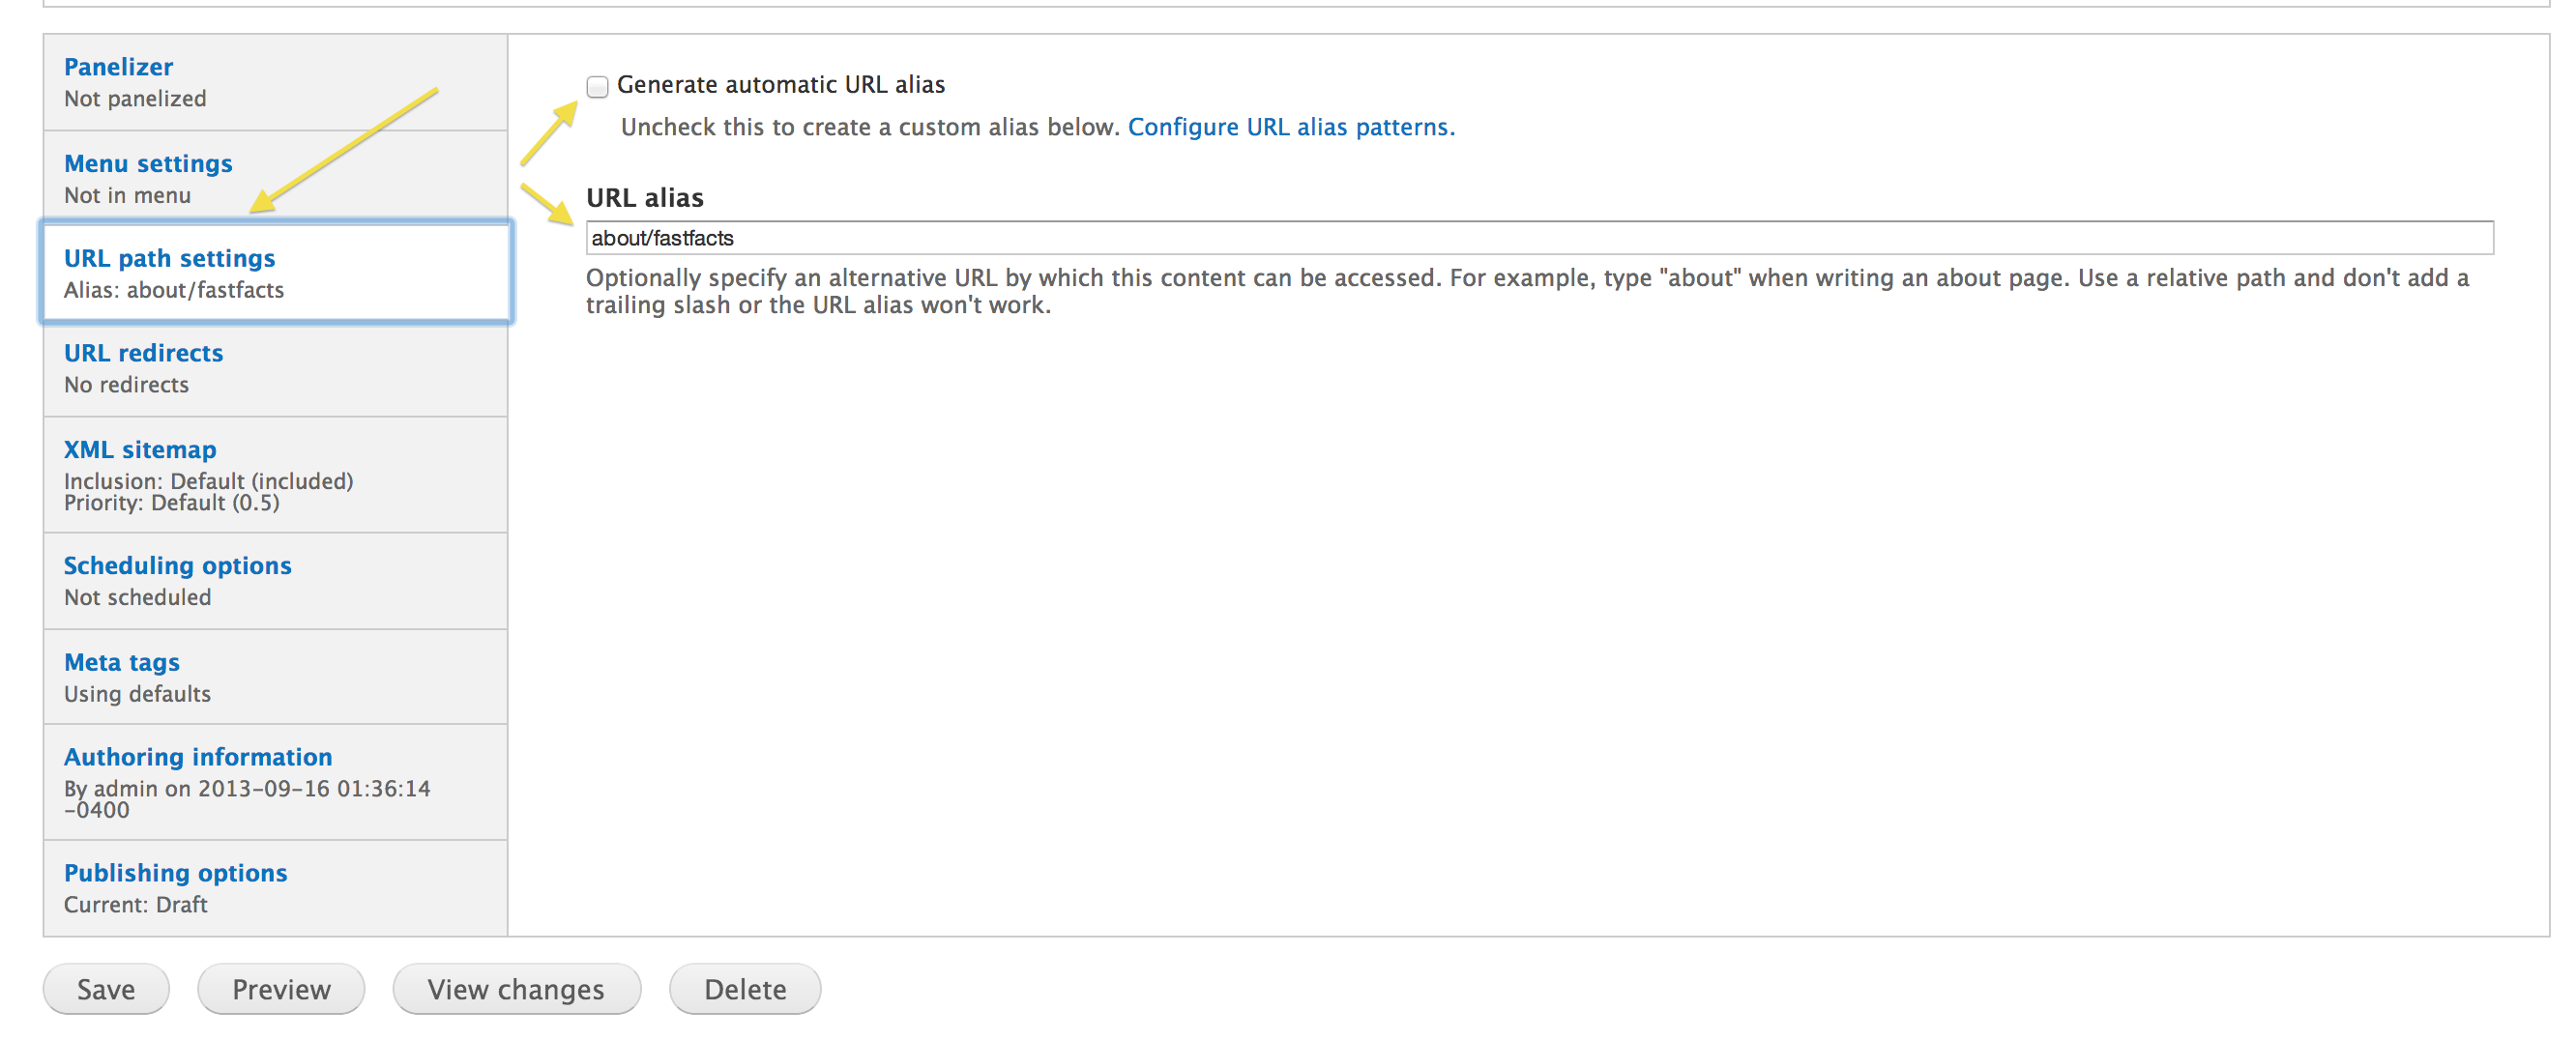 Panelizer
Not panelized
Menu settings
Not in menu
URL path settings
Alias: about/fastfacts
URL redirects
No redirects
XML sitemap
Inclusion: Default (included)
Priority: Default (0.5)
Scheduling options
Not scheduled
Meta tags
Using defaults
Authoring information
By admin on 2013-09-16 01:36:14
-0400
Publishing options
Current: Draft
Generate automatic URL alias
Uncheck this to create a custom alias below. Configure URL alias patterns.
URL alias
about/fastfacts
Optionally specify an alternative URL by which this content can be accessed. For example, type "about" when writing an about page. Use a relative path and don't add a
trailing slash or the URL alias won't work.
Save
Preview
View changes
Delete